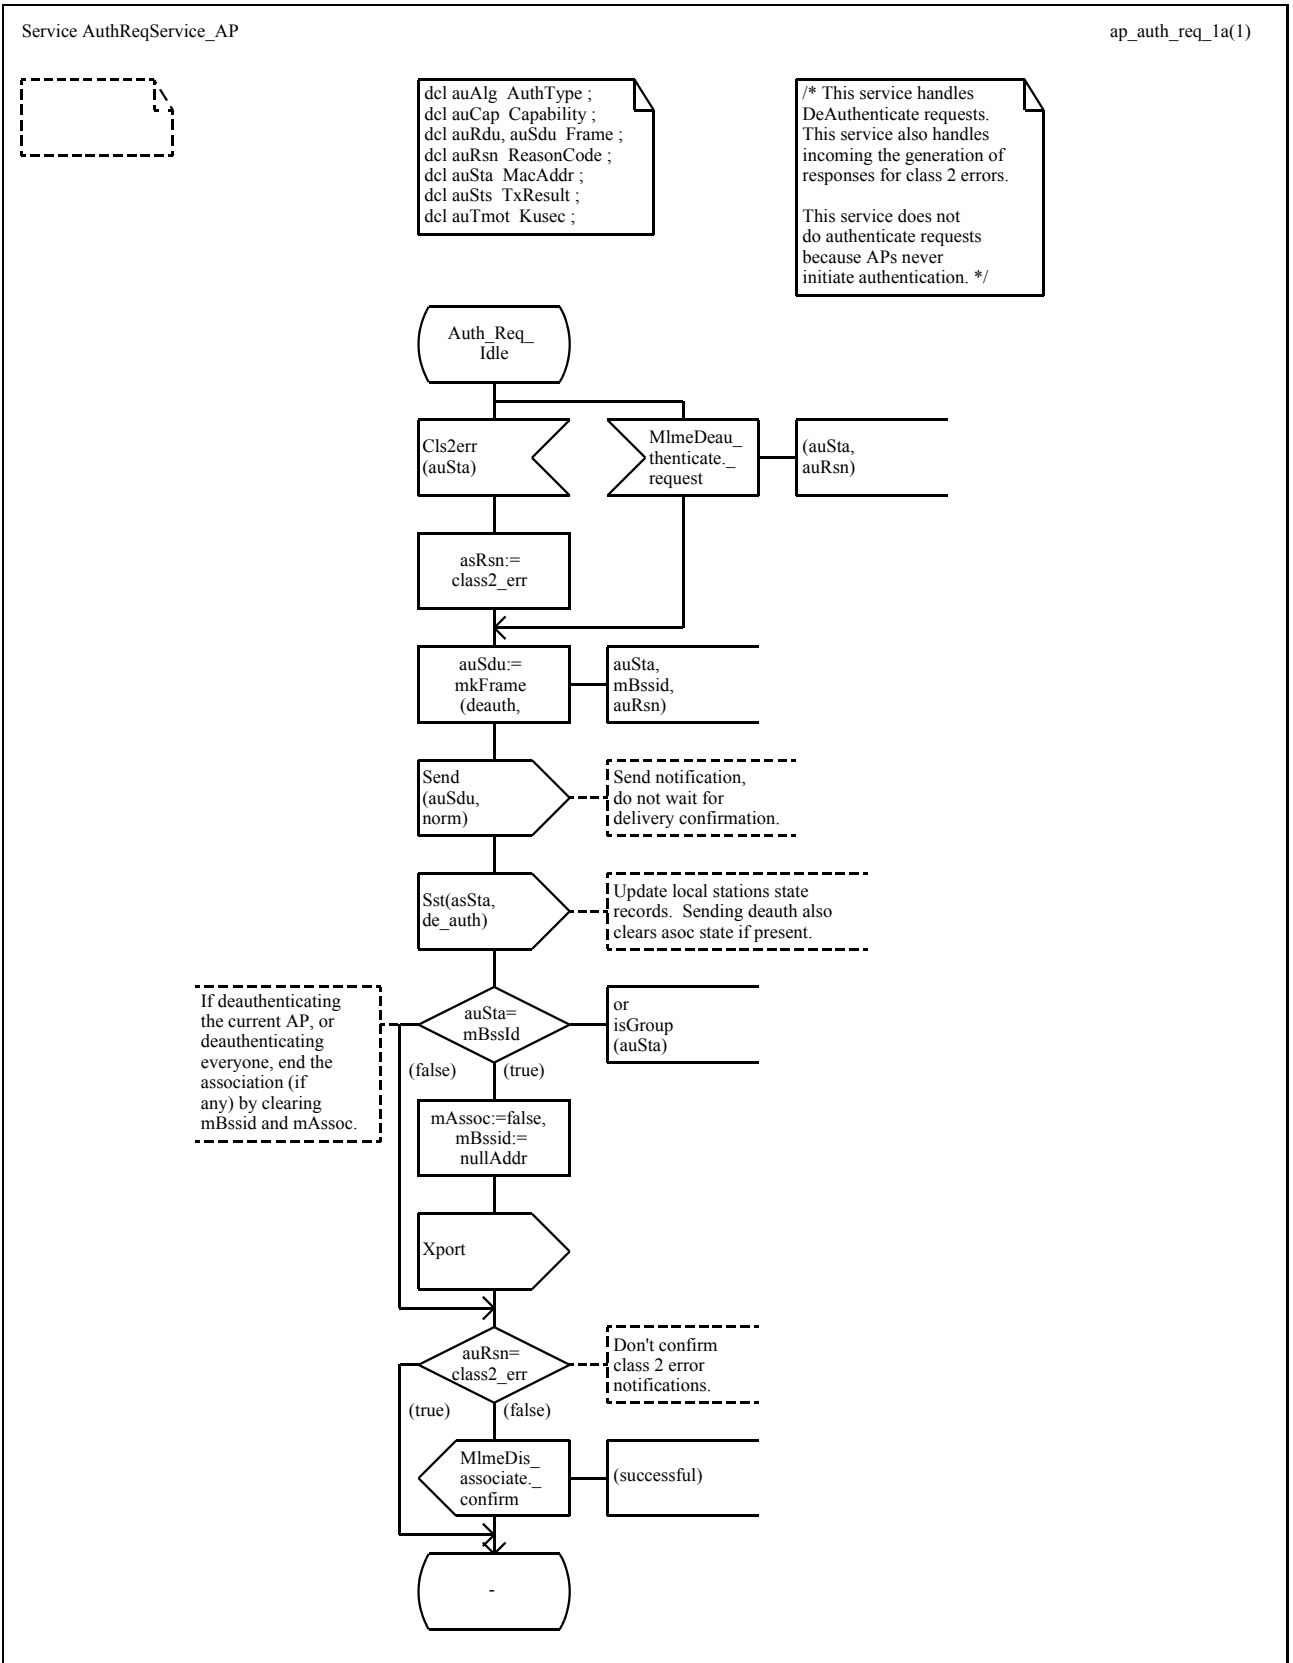 Service AuthReqService_AP
ap_auth_req_1a(1)
dcl auAlg AuthType ;
dcl auCap Capability ;
dcl auRdu, auSdu Frame ;
dcl auRsn ReasonCode ;
dcl auSta MacAddr ;
dcl auSts TxResult ;
dcl auTmot Kusec ;
/* This service handles
DeAuthenticate requests.
This service also handles
incoming the generation of
responses for class 2 errors.
This service does not
do authenticate requests
because APs never
initiate authentication. */
Auth_Req_
Idle
Cls2err
(auSta)
MlmeDeau_
thenticate._
request
(auSta,
auRsn)
asRsn:=
class2_err
auSdu:=
mkFrame
(deauth,
auSta,
mBssid,
auRsn)
Send
(auSdu,
norm)
Send notification,
do not wait for
delivery confirmation.
Sst(asSta,
de_auth)
Update local stations state
records. Sending deauth also
clears asoc state if present.
If deauthenticating
the current AP, or
deauthenticating
everyone, end the
association (if
any) by clearing
mBssid and mAssoc.
auSta=
mBssId
or
isGroup
(auSta)
(false)
(true)
mAssoc:=false,
mBssid:=
nullAddr
Xport
auRsn=
class2_err
Don't confirm
class 2 error
notifications.
(true)
(false)
MlmeDis_
associate._
confirm
(successful)
-